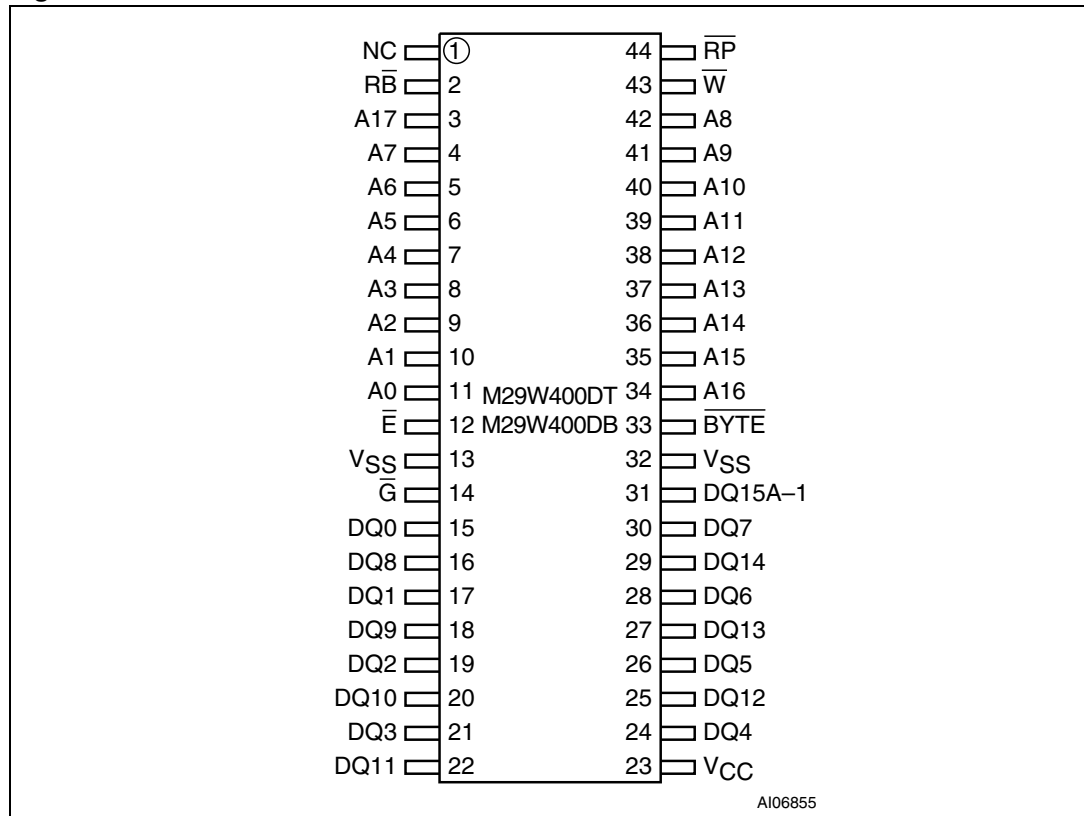 NC 1 44 R̅P̅
RB̅ 2 43 W̅
A17 3 42 A8
A7 4 41 A9
A6 5 40 A10
A5 6 39 A11
A4 7 38 A12
A3 8 37 A13
A2 9 36 A14
A1 10 35 A15
A0 11 M29W400DT 34 A16
E̅ 12 M29W400DB 33 B̅Y̅T̅E̅
VSS 13 32 VSS
G̅ 14 31 DQ15A–1
DQ0 15 30 DQ7
DQ8 16 29 DQ14
DQ1 17 28 DQ6
DQ9 18 27 DQ13
DQ2 19 26 DQ5
DQ10 20 25 DQ12
DQ3 21 24 DQ4
DQ11 22 23 VCC
AI06855